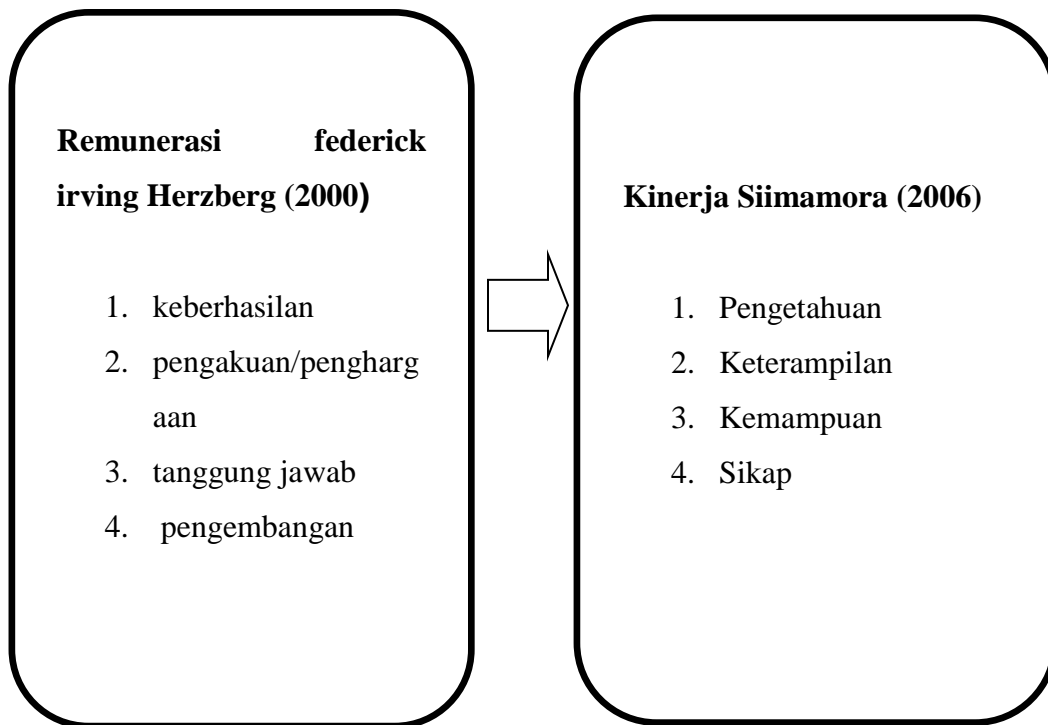 Remunerasi federick
irving Herzberg (2000)
1. keberhasilan
2. pengakuan/pengharg
aan
3. tanggung jawab
4. pengembangan
Kinerja Siimamora (2006)
1. Pengetahuan
2. Keterampilan
3. Kemampuan
4. Sikap